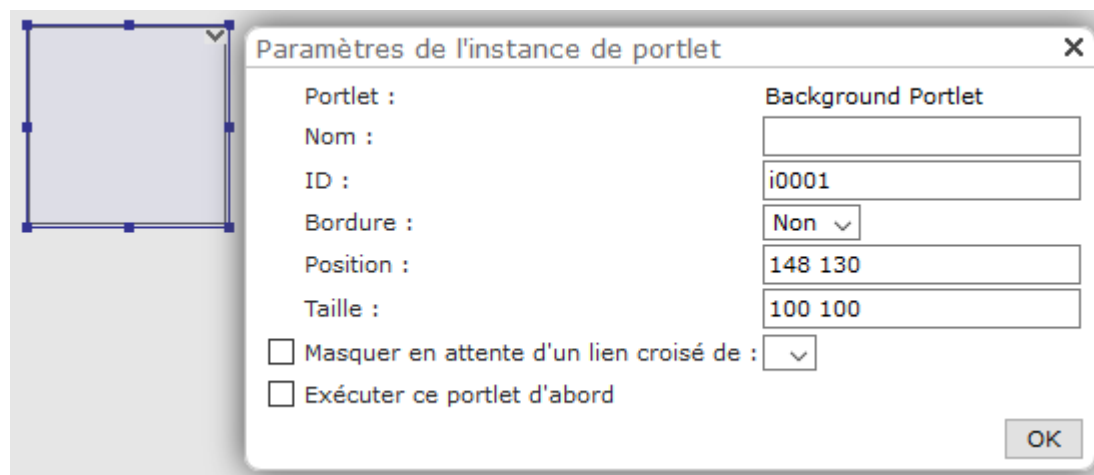 Paramètres de l'instance de portlet
Portlet : Background Portlet
Nom :
ID : i0001
Bordure : Non
Position : 148 130
Taille : 100 100
Masquer en attente d'un lien croisé de :
Exécuter ce portlet d'abord
OK